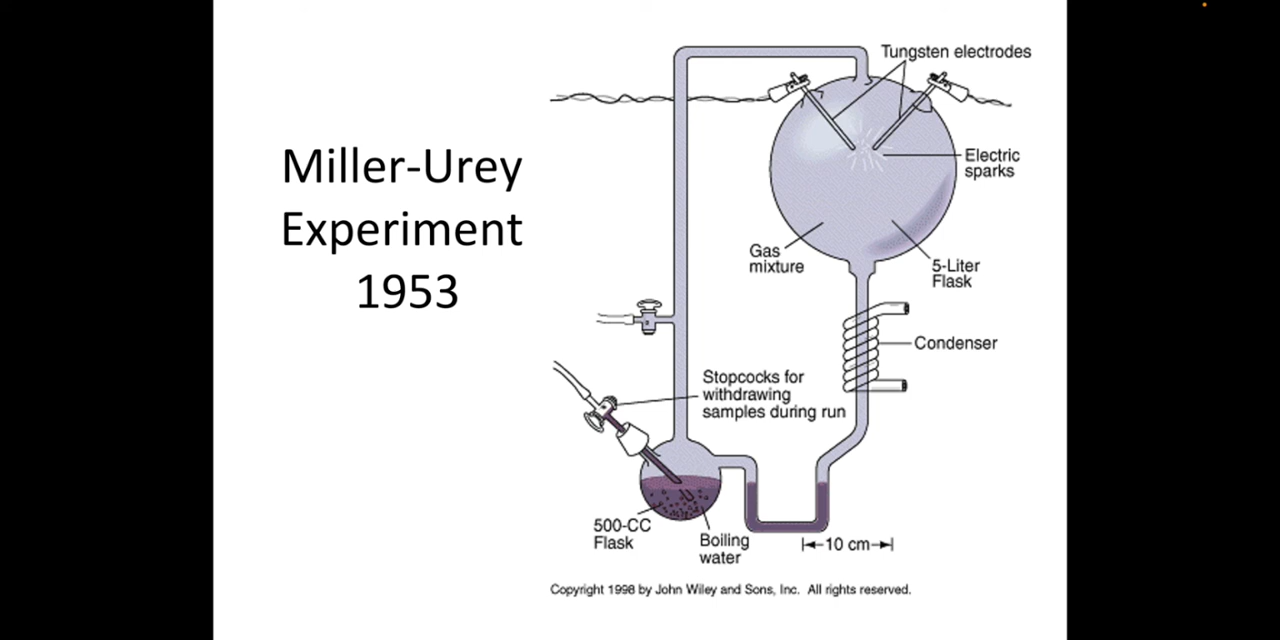 Miller-Urey
Experiment
1953
Tungsten electrodes
Electric
sparks
Gas
mixture
5-Liter
Flask
Condenser
Stopcocks for
withdrawing
samples during run
500-CC
Flask
Boiling
water
10 cm
Copyright 1998 by John Wiley and Sons, Inc. All rights reserved.